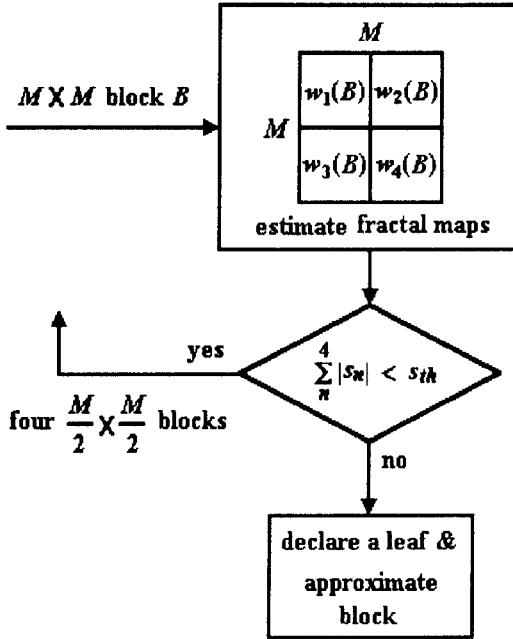 M
M X M block B
w₁(B) w₂(B)
M
w₃(B) w₄(B)
estimate fractal maps
yes
4
∑ |sₙ| < sₜₕ
n
four M/2 X M/2 blocks
no
declare a leaf &
approximate
block